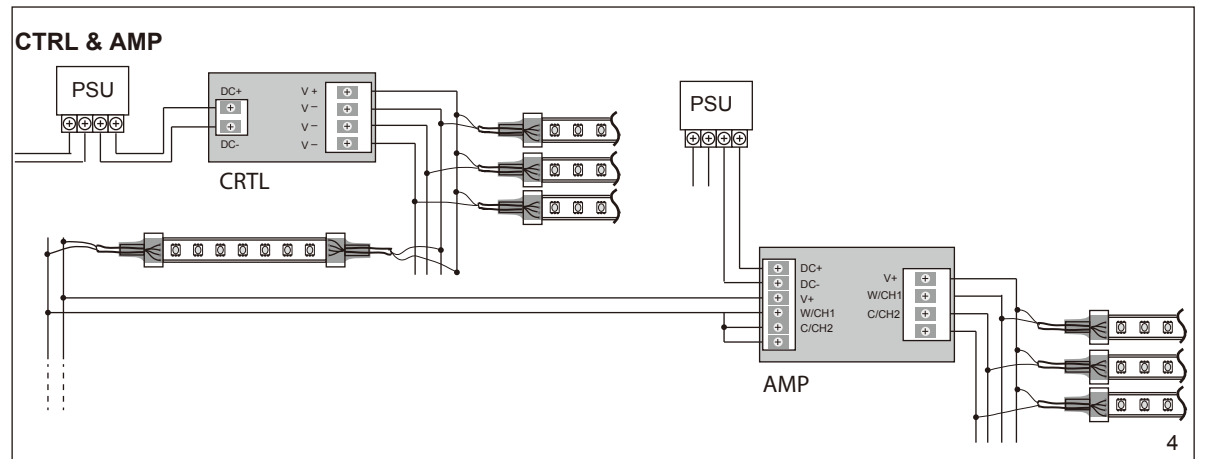 CTRL & AMP
PSU
DC+
DC-
V +
V –
V –
V –
CRTL
PSU
DC+
DC-
V+
W/CH1
C/CH2
V+
W/CH1
C/CH2
AMP
4